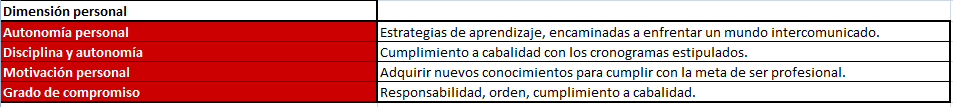 Dimensión personal
Autonomía personal Estrategias de aprendizaje, encaminadas a enfrentar un mundo intercomunicado.
Disciplina y autonomía Cumplimiento a cabalidad con los cronogramas estipulados.
Motivación personal Adquirir nuevos conocimientos para cumplir con la meta de ser profesional.
Grado de compromiso Responsabilidad, orden, cumplimiento a cabalidad.